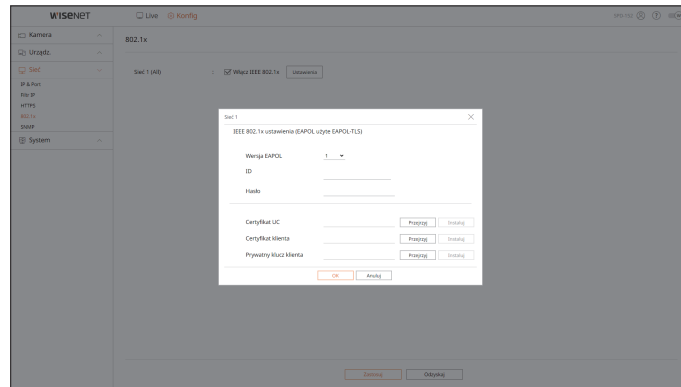 WISENET
Live
Konfig
Kamera
802.1x
Urządz.
Sieć
Sieć 1 (All) : Włącz IEEE 802.1x Ustawienia
IP & Port
Filtr IP
HTTPS
802.1x
SNMP
System
Sieć 1
IEEE 802.1x ustawienia (EAPOL użyte EAPOL-TLS)
Wersja EAPOL 1
ID
Hasło
Certyfikat UC Przejrzyj Instaluj
Certyfikat klienta Przejrzyj Instaluj
Prywatny klucz klienta Przejrzyj Instaluj
OK Anuluj
Zastosuj Odzyskaj